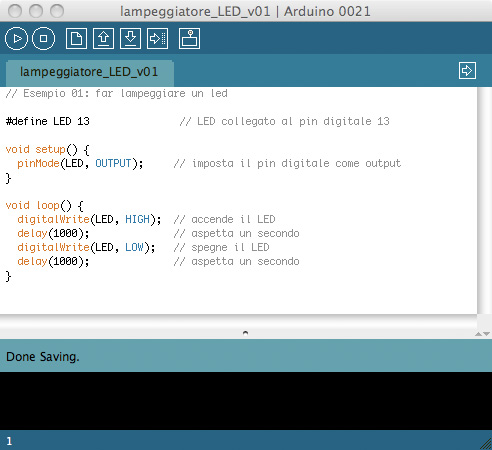 lampeggiatore_LED_v01 | Arduino 0021
lampeggiatore_LED_v01
// Esempio 01: far lampeggiare un led
#define LED 13 // LED collegato al pin digitale 13
void setup() {
pinMode(LED, OUTPUT); // imposta il pin digitale come output
}
void loop() {
digitalWrite(LED, HIGH); // accende il LED
delay(1000); // aspetta un secondo
digitalWrite(LED, LOW); // spegne il LED
delay(1000); // aspetta un secondo
}
Done Saving.
1